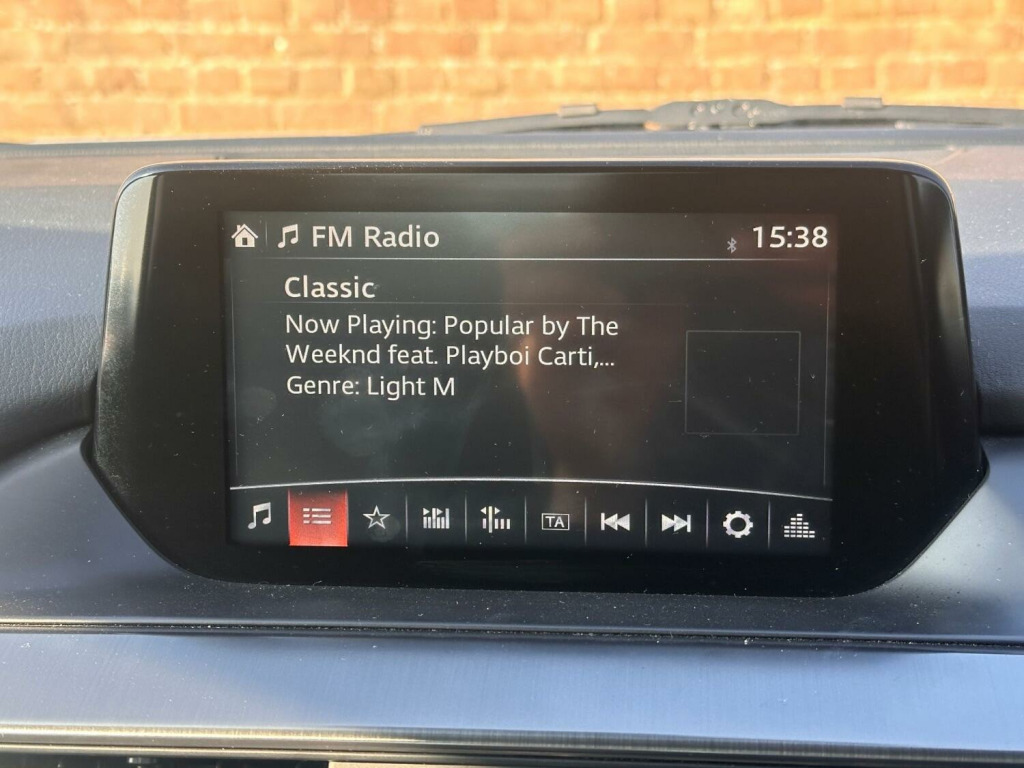 FM Radio
15:38
Classic
Now Playing: Popular by The
Weeknd feat. Playboi Carti,...
Genre: Light M
TA